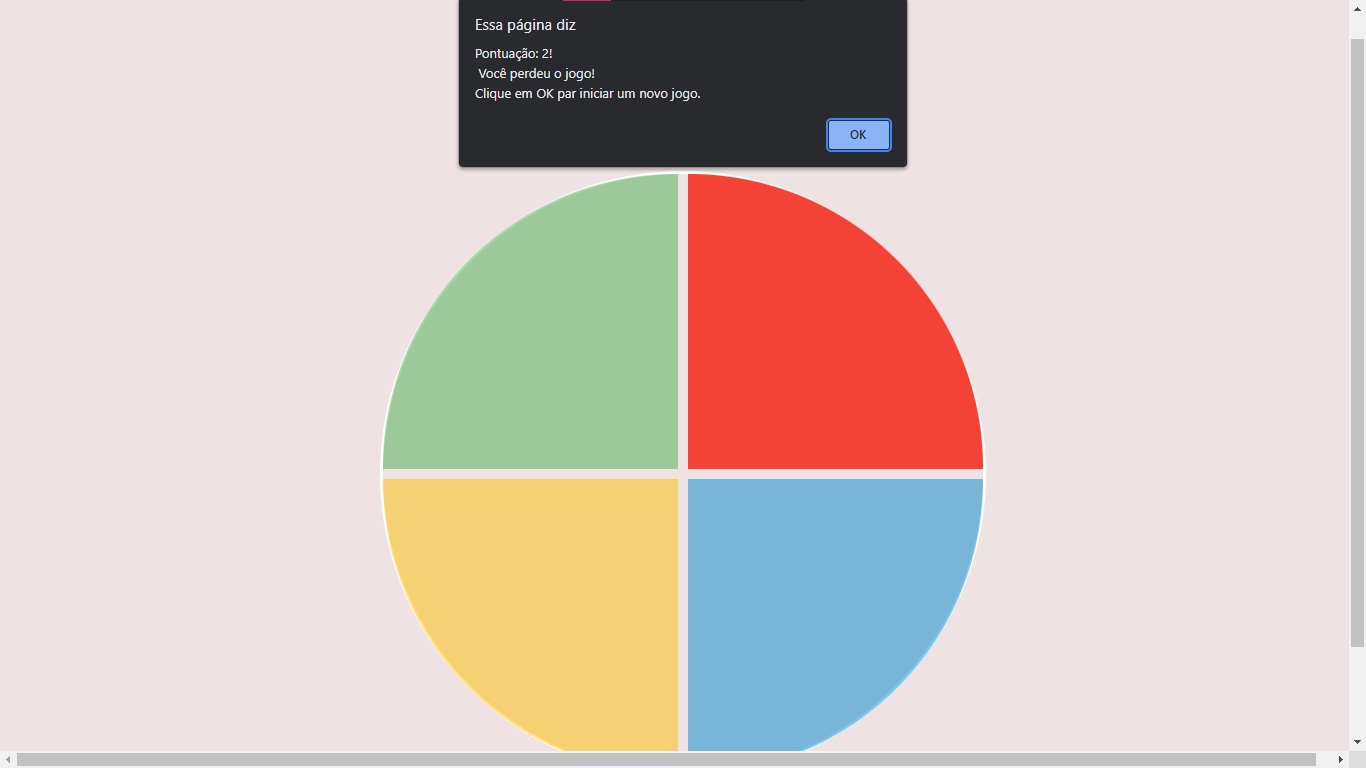 Essa página diz
Pontuação: 2!
Você perdeu o jogo!
Clique em OK par iniciar um novo jogo.
OK